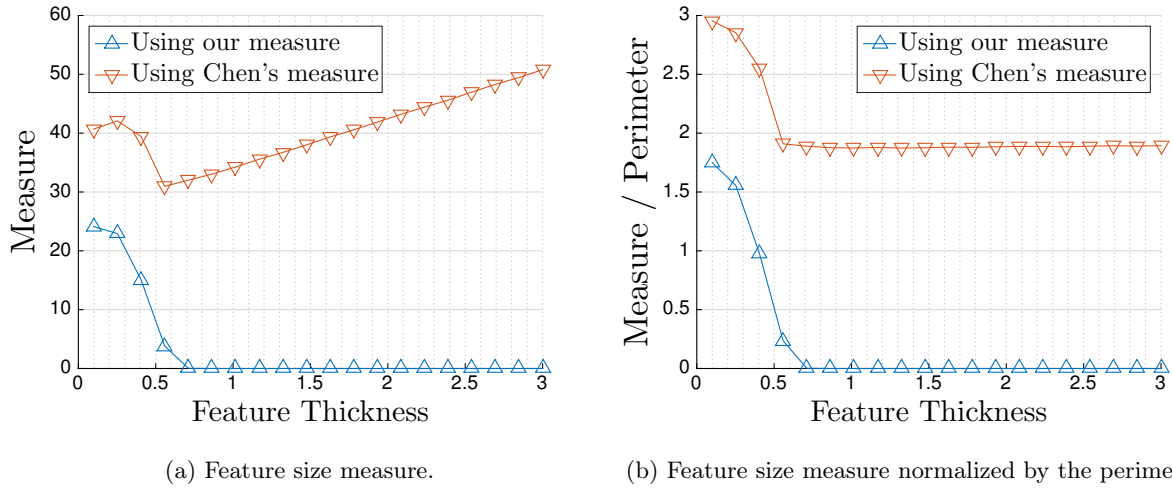 60
50
40
30
20
10
0
Measure
Using our measure
Using Chen's measure
0 0.5 1 1.5 2 2.5 3
Feature Thickness
(a) Feature size measure.
3
2.5
2
1.5
1
0.5
0
Measure / Perimeter
Using our measure
Using Chen's measure
0 0.5 1 1.5 2 2.5 3
Feature Thickness
(b) Feature size measure normalized by the perime